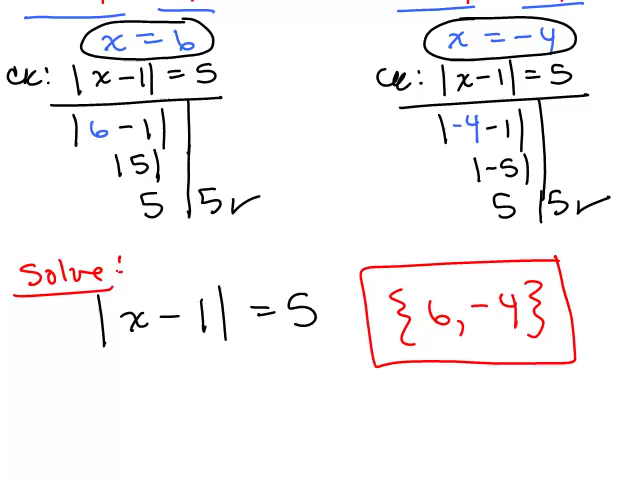 x = 6
x = -4
CK: |x - 1| = 5
CK: |x - 1| = 5
|6 - 1|
|-4 - 1|
|5|
|-5|
5 | 5 ✓
5 | 5 ✓
Solve:
|x - 1| = 5
{6, -4}